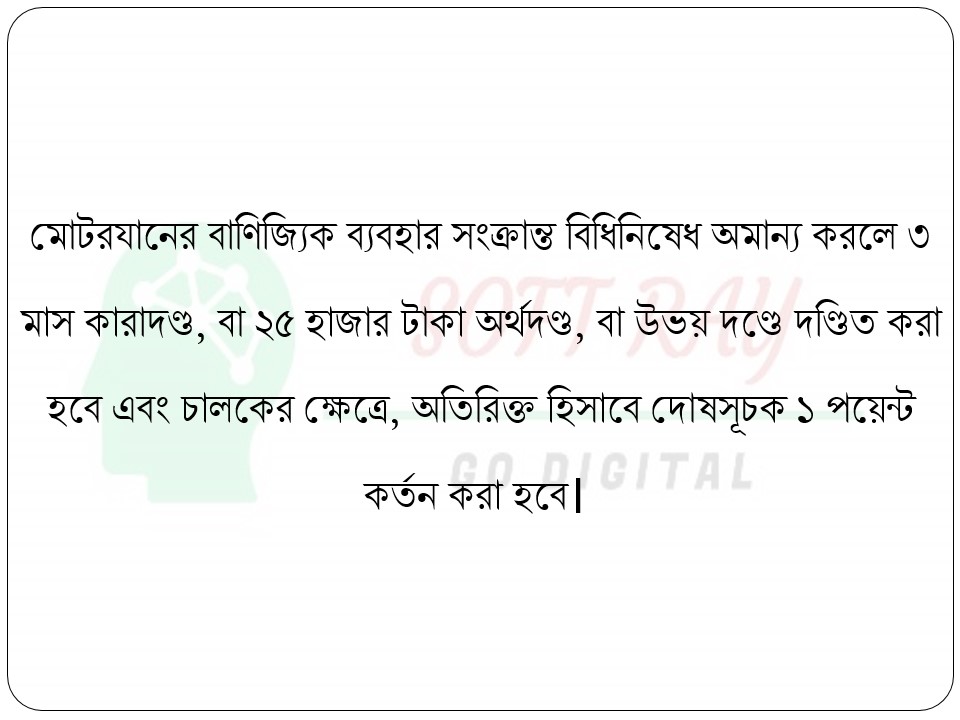 মোটরযানের বাণিজ্যিক ব্যবহার সংক্রান্ত বিধিনিষেধ অমান্য করলে ৩
মাস কারাদণ্ড, বা ২৫ হাজার টাকা অর্থদণ্ড, বা উভয় দণ্ডে দণ্ডিত করা
হবে এবং চালকের ক্ষেত্রে, অতিরিক্ত হিসাবে দোষসূচক ১ পয়েন্ট
কর্তন করা হবে।
SOFT RAY
GO DIGITAL